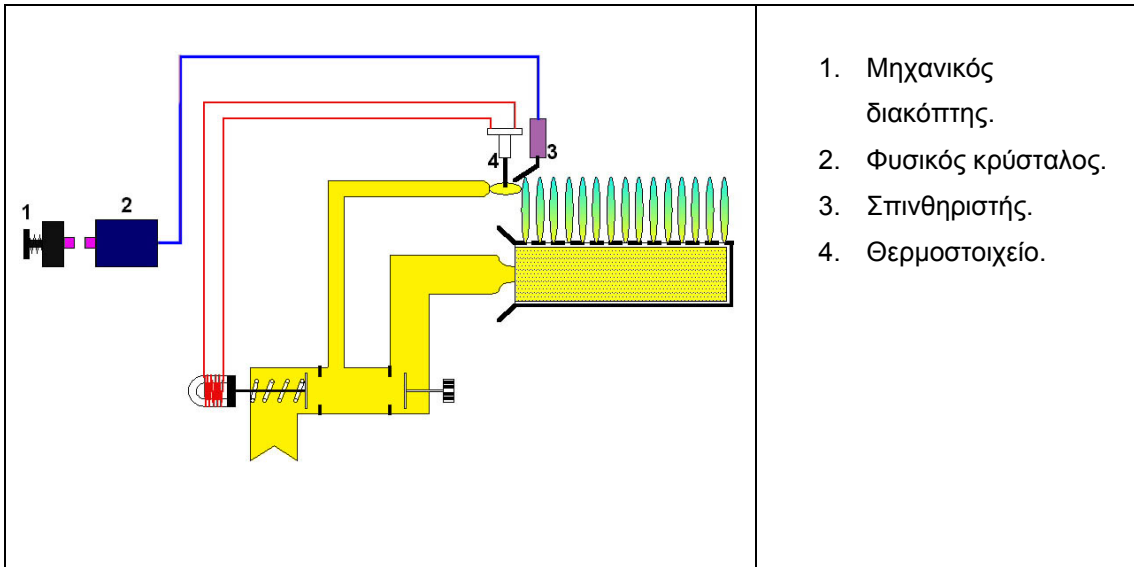 1
2
3
4
1. Μηχανικός
διακόπτης.
2. Φυσικός κρύσταλος.
3. Σπινθηριστής.
4. Θερμοστοιχείο.